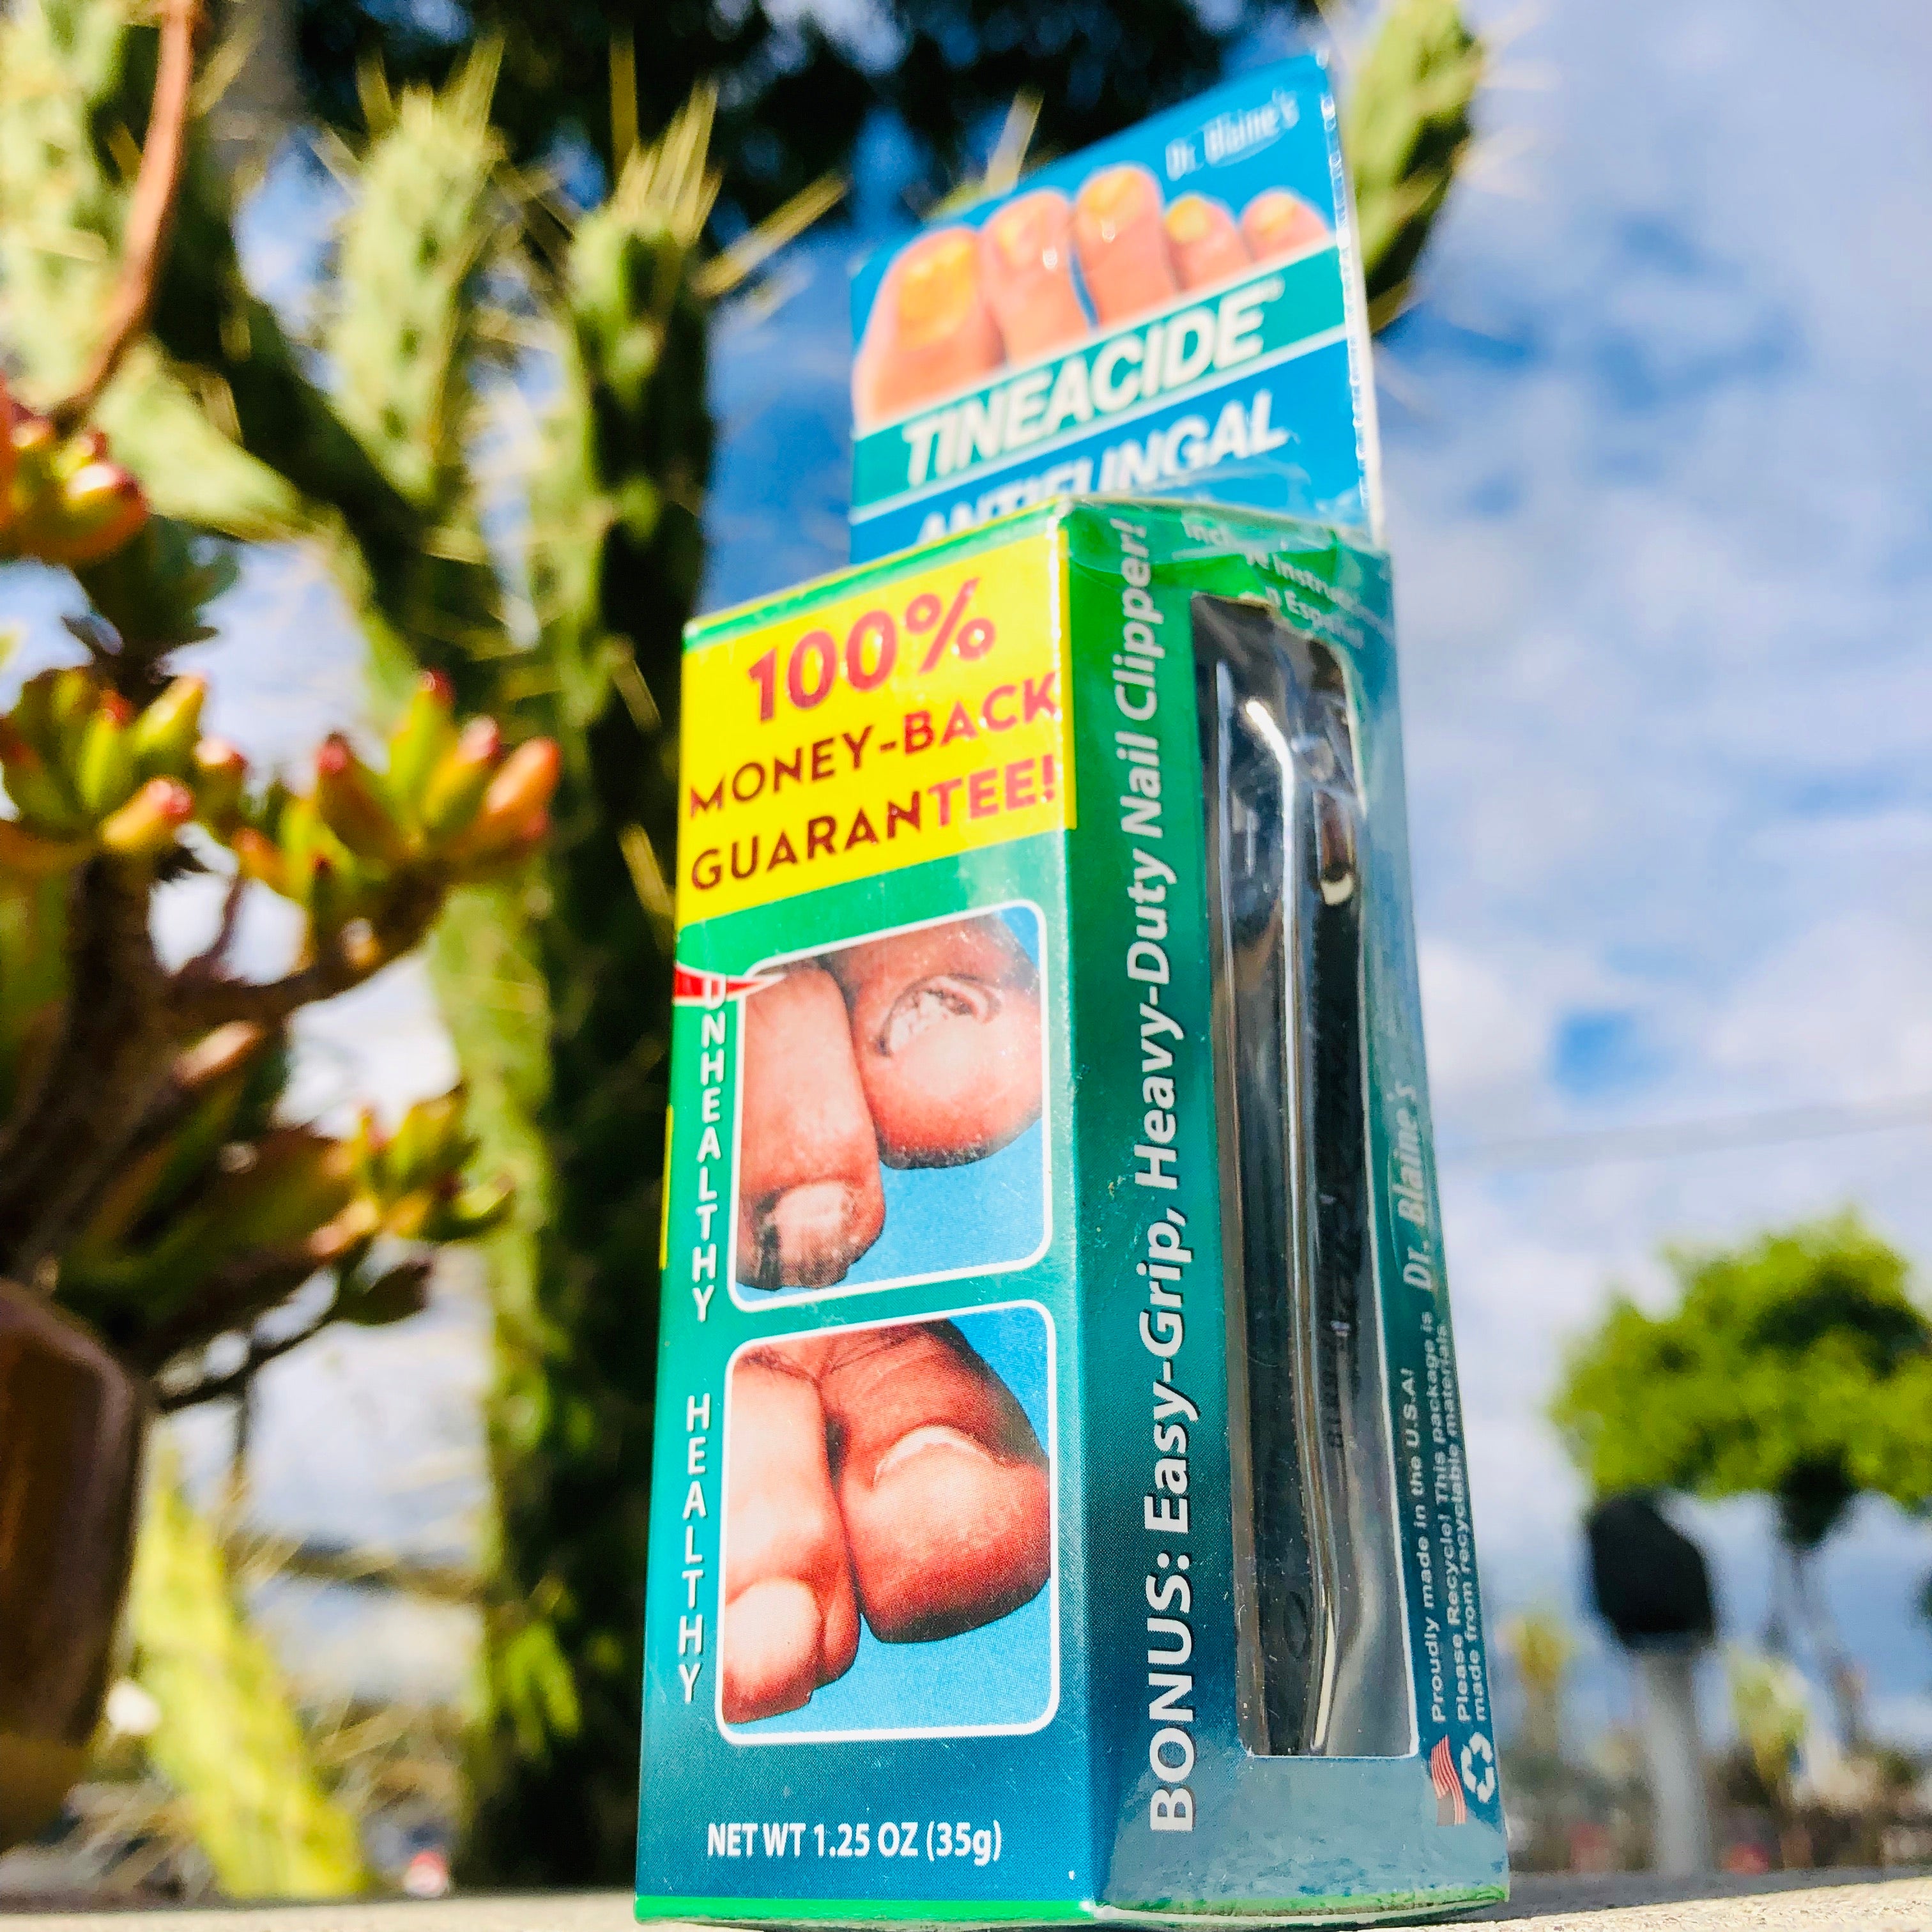 Dr. Blaine's
TINEACIDE
ANTIFUNGAL
100%
MONEY-BACK
GUARANTEE!
UNHEALTHY
HEALTHY
NET WT 1.25 OZ (35g)
BONUS: Easy-Grip, Heavy-Duty Nail Clipper!
Dr. Blaine's
Proudly made in the U.S.A!
Please Recycle! This package is
made from recyclable materials